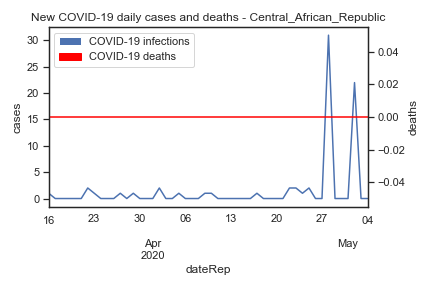 New COVID-19 daily cases and deaths - Central_African_Republic
COVID-19 infections
COVID-19 deaths
cases
30
25
20
15
10
5
0
deaths
0.04
0.02
0.00
−0.02
−0.04
16 23 30 06 13 20 27 04
Apr May
2020
dateRep